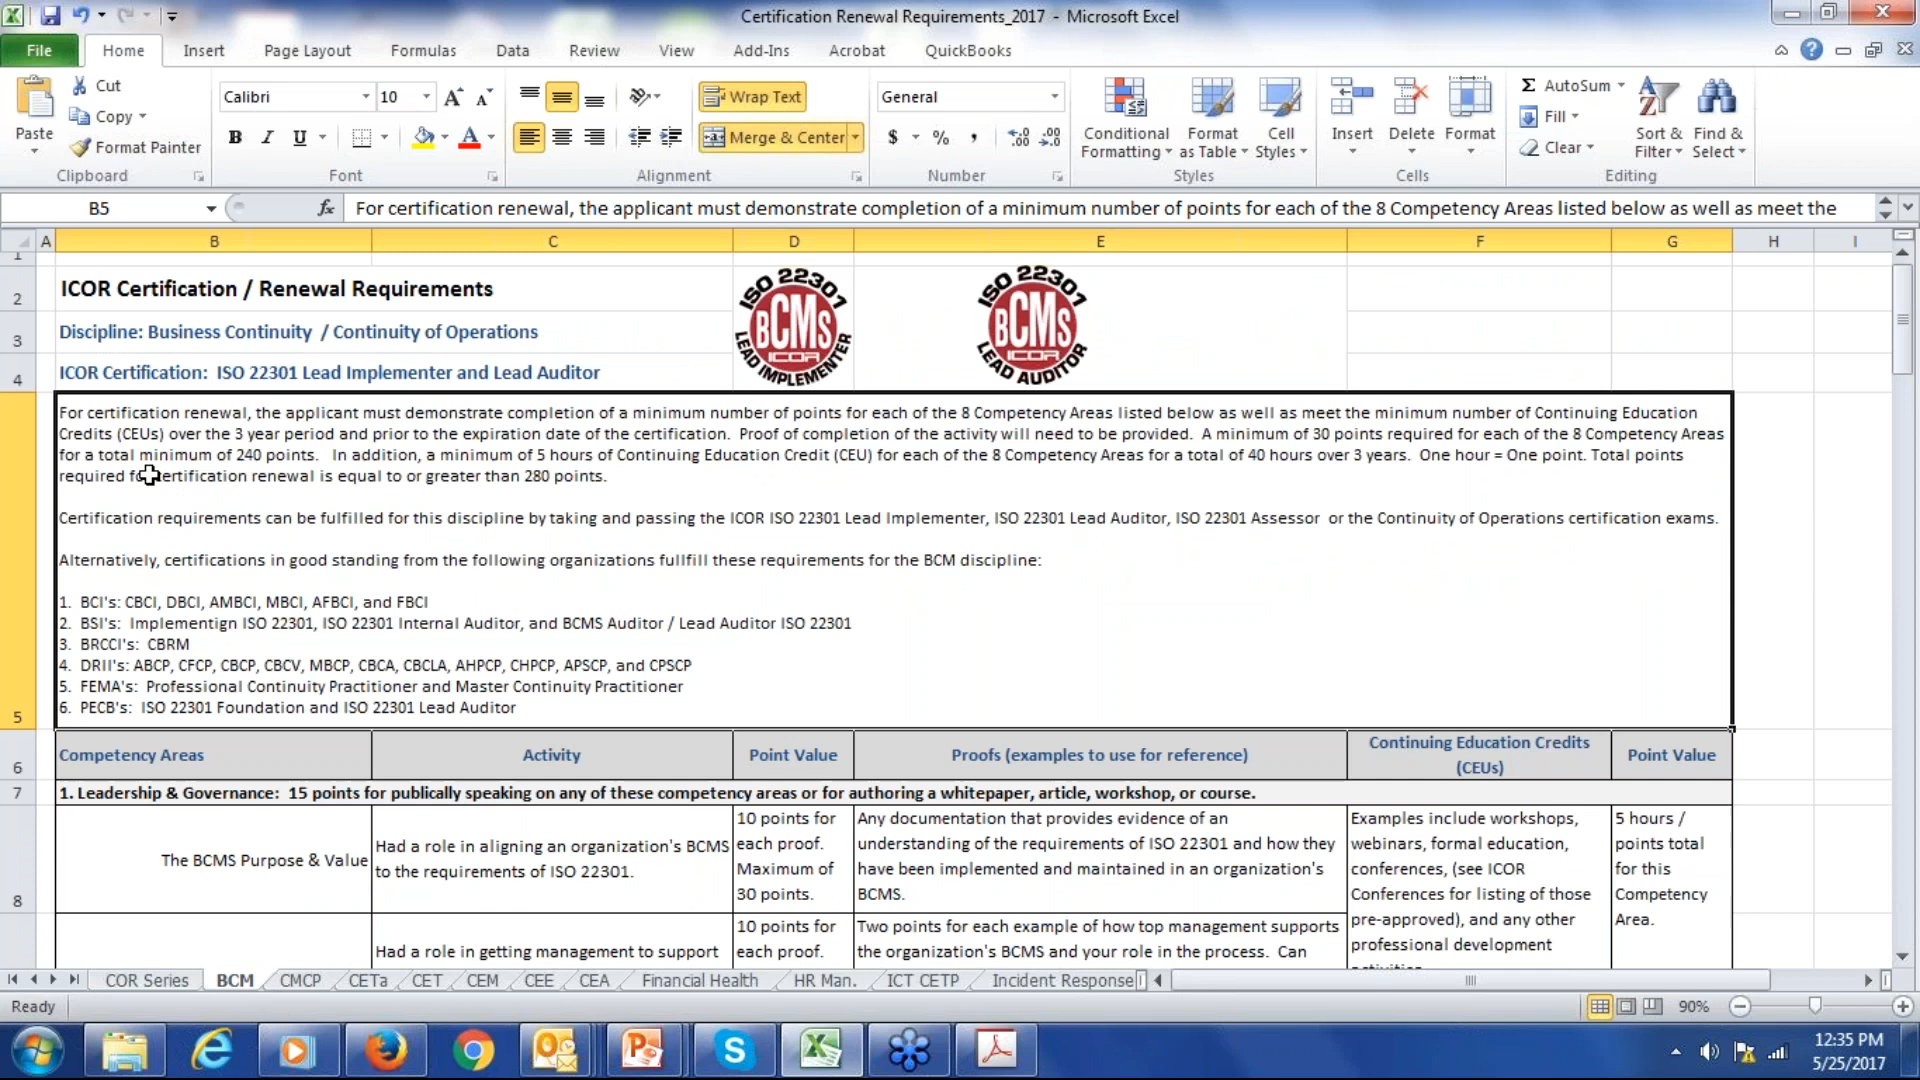 Certification Renewal Requirements_2017 - Microsoft Excel
File Home Insert Page Layout Formulas Data Review View Add-Ins Acrobat QuickBooks
Paste
Cut
Copy
Format Painter
Clipboard
Calibri 10
B I U
Font
Wrap Text
Merge & Center
Alignment
General
$ % ,
Number
Conditional Formatting
Format as Table
Cell Styles
Styles
Insert Delete Format
Cells
AutoSum
Fill
Clear
Sort & Filter
Find & Select
Editing
B5 fx For certification renewal, the applicant must demonstrate completion of a minimum number of points for each of the 8 Competency Areas listed below as well as meet the
A B C D E F G H I
1
2 ICOR Certification / Renewal Requirements
3 Discipline: Business Continuity / Continuity of Operations
4 ICOR Certification: ISO 22301 Lead Implementer and Lead Auditor
ISO 22301
BCMS
ICOR
LEAD IMPLEMENTER
ISO 22301
BCMS
ICOR
LEAD AUDITOR
For certification renewal, the applicant must demonstrate completion of a minimum number of points for each of the 8 Competency Areas listed below as well as meet the minimum number of Continuing Education
Credits (CEUs) over the 3 year period and prior to the expiration date of the certification. Proof of completion of the activity will need to be provided. A minimum of 30 points required for each of the 8 Competency Areas
for a total minimum of 240 points. In addition, a minimum of 5 hours of Continuing Education Credit (CEU) for each of the 8 Competency Areas for a total of 40 hours over 3 years. One hour = One point. Total points
required for certification renewal is equal to or greater than 280 points.
Certification requirements can be fulfilled for this discipline by taking and passing the ICOR ISO 22301 Lead Implementer, ISO 22301 Lead Auditor, ISO 22301 Assessor or the Continuity of Operations certification exams.
Alternatively, certifications in good standing from the following organizations fullfill these requirements for the BCM discipline:
1. BCI's: CBCI, DBCI, AMBCI, MBCI, AFBCI, and FBCI
2. BSI's: Implementign ISO 22301, ISO 22301 Internal Auditor, and BCMS Auditor / Lead Auditor ISO 22301
3. BRCCI's: CBRM
4. DRII's: ABCP, CFCP, CBCP, CBCV, MBCP, CBCA, CBCLA, AHPCP, CHPCP, APSCP, and CPSCP
5. FEMA's: Professional Continuity Practitioner and Master Continuity Practitioner
6. PECB's: ISO 22301 Foundation and ISO 22301 Lead Auditor
5
6 Competency Areas Activity Point Value Proofs (examples to use for reference) Continuing Education Credits (CEUs) Point Value
7 1. Leadership & Governance: 15 points for publically speaking on any of these competency areas or for authoring a whitepaper, article, workshop, or course.
8
The BCMS Purpose & Value
Had a role in aligning an organization's BCMS
to the requirements of ISO 22301.
10 points for
each proof.
Maximum of
30 points.
Any documentation that provides evidence of an
understanding of the requirements of ISO 22301 and how they
have been implemented and maintained in an organization's
BCMS.
Examples include workshops,
webinars, formal education,
conferences, (see ICOR
Conferences for listing of those
pre-approved), and any other
professional development
5 hours /
points total
for this
Competency
Area.
Had a role in getting management to support
10 points for
each proof.
Two points for each example of how top management supports
the organization's BCMS and your role in the process. Can
COR Series BCM CMCP CETa CET CEM CEE CEA Financial Health HR Man. ICT CETP Incident Response
Ready 90%
12:35 PM
5/25/2017